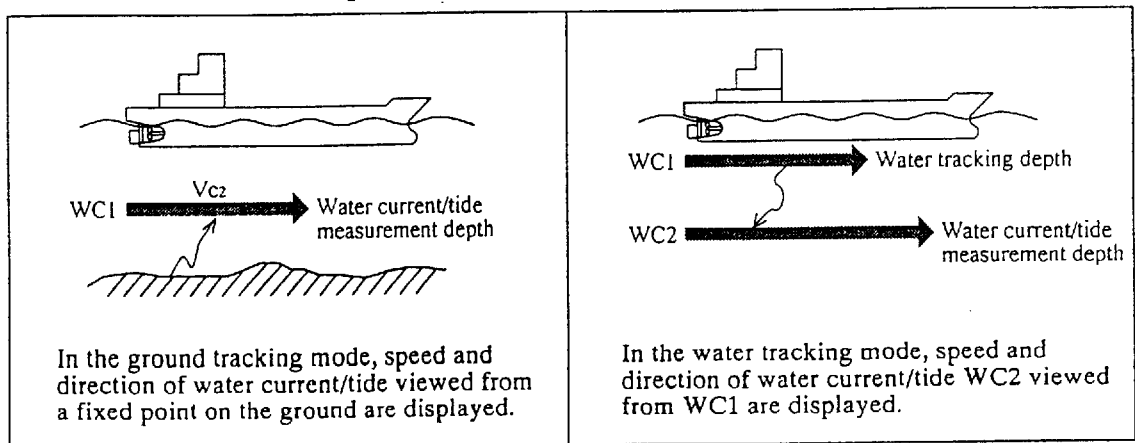 Vc2
WC1
Water current/tide
measurement depth
In the ground tracking mode, speed and
direction of water current/tide viewed from
a fixed point on the ground are displayed.
WC1
Water tracking depth
WC2
Water current/tide
measurement depth
In the water tracking mode, speed and
direction of water current/tide WC2 viewed
from WC1 are displayed.